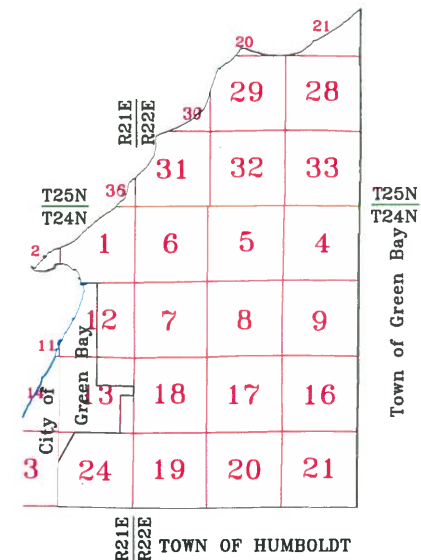 21
20
29 28
30
R21E R22E
31 32 33
36
T25N T25N
T24N T24N
2 1 6 5 4
12 7 8 9
11
14 13 18 17 16
3 24 19 20 21
City of
Green Bay
Town of Green Bay
R21E R22E TOWN OF HUMBOLDT